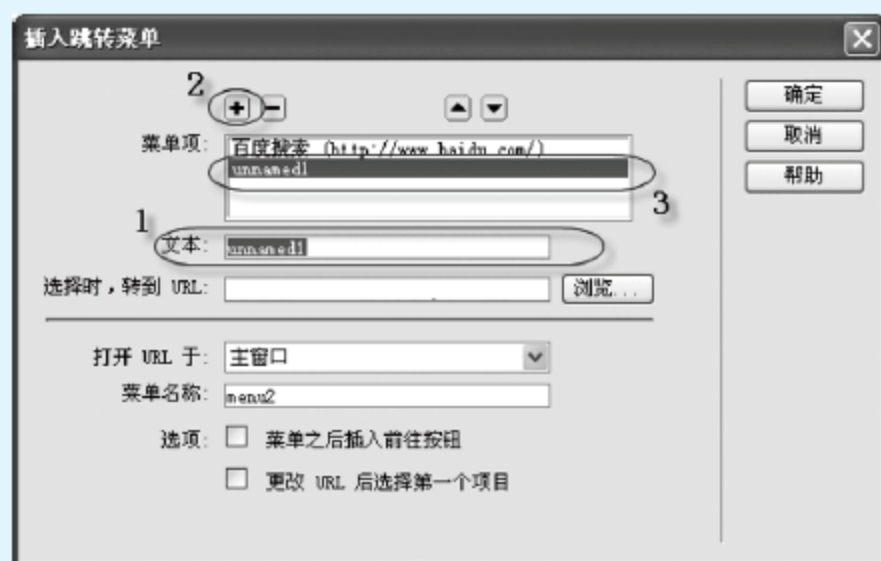 插入跳转菜单
2
确定
菜单项:
百度搜索 (http://www.baidu.com/)
取消
unnamed1
帮助
3
1
文本: unnamed1
选择时，转到 URL:
浏览...
打开 URL 于: 主窗口
菜单名称: menu2
选项: 菜单之后插入前往按钮
更改 URL 后选择第一个项目